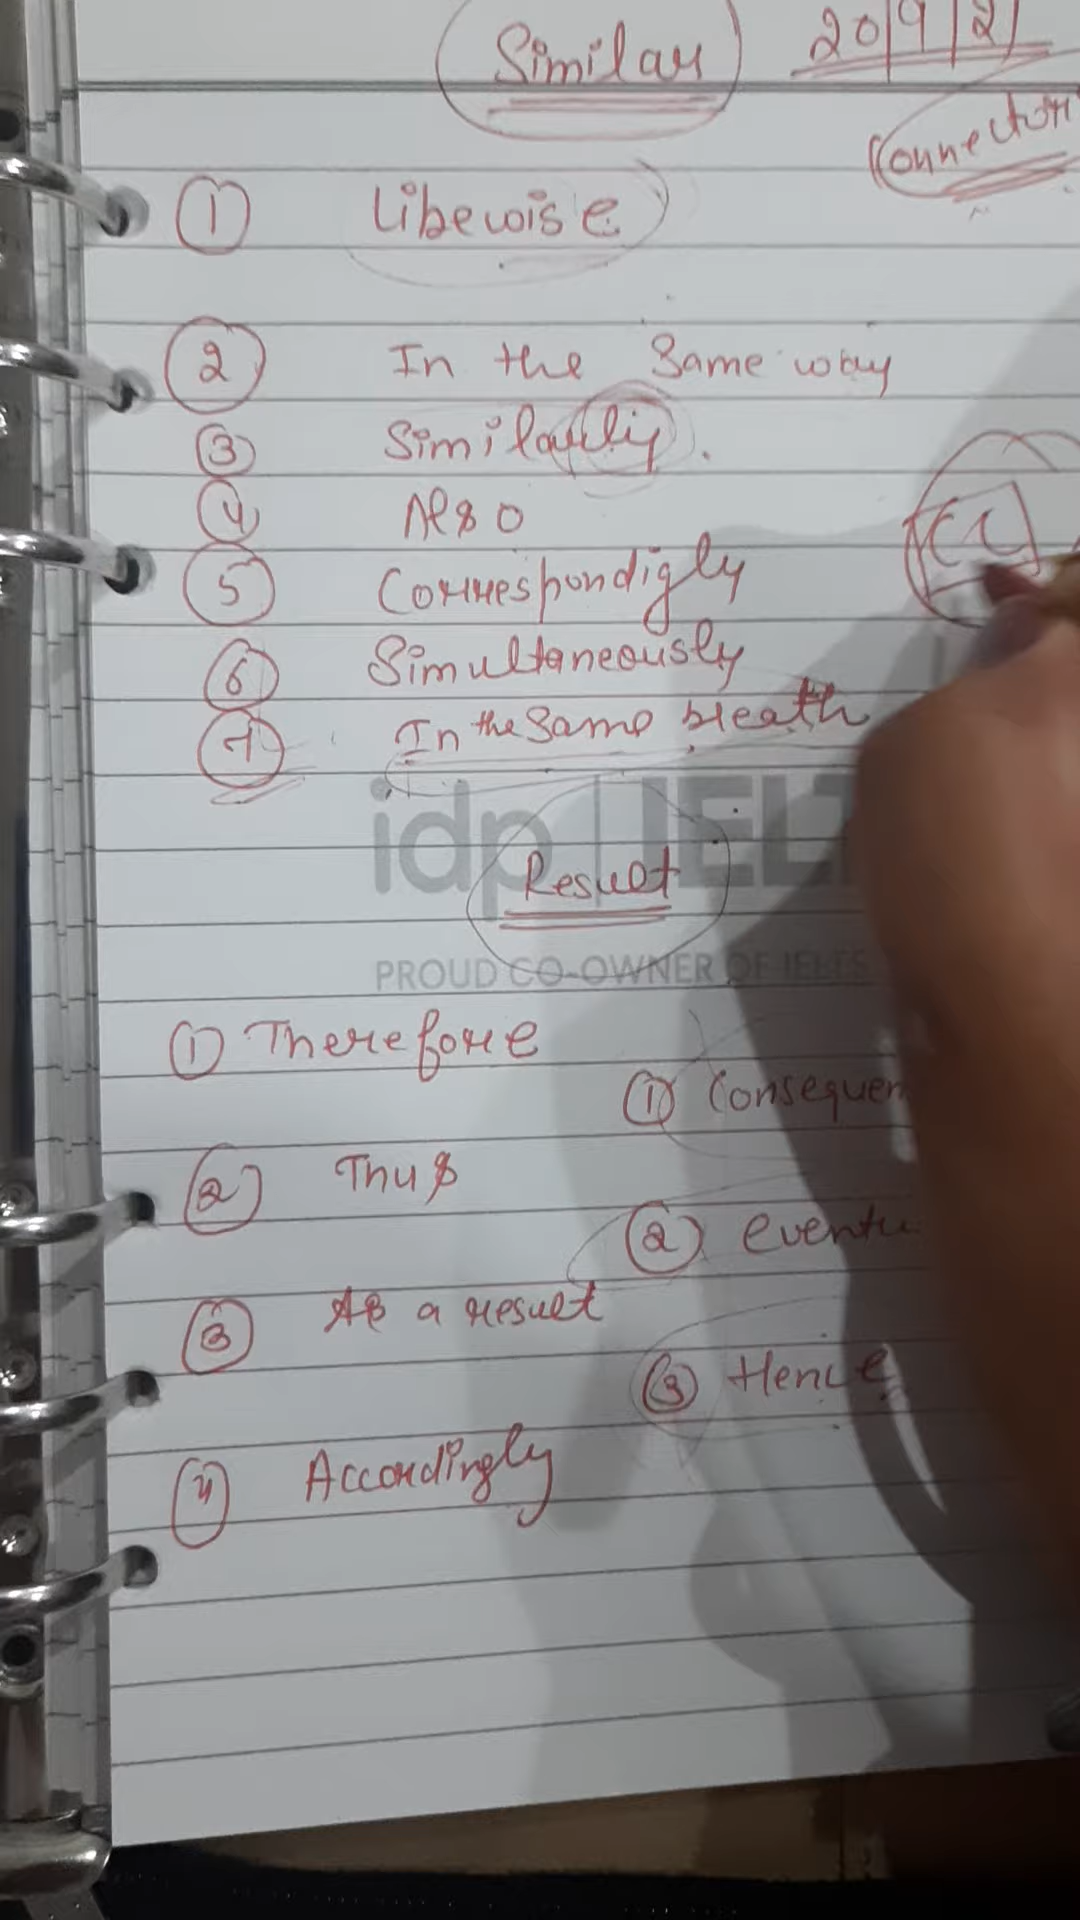 Similar 20/9/21
Connector
① Likewise
② In the Same way
③ Similarly.
④ Also
⑤ Correspondigly
CC
⑥ Simultaneously
⑦ In the Same breath
idp IELT
Result
PROUD CO-OWNER OF IELTS
① Therefore
① Consequen
② Thus
② eventu
③ As a result
③ Hence
④ Accordingly